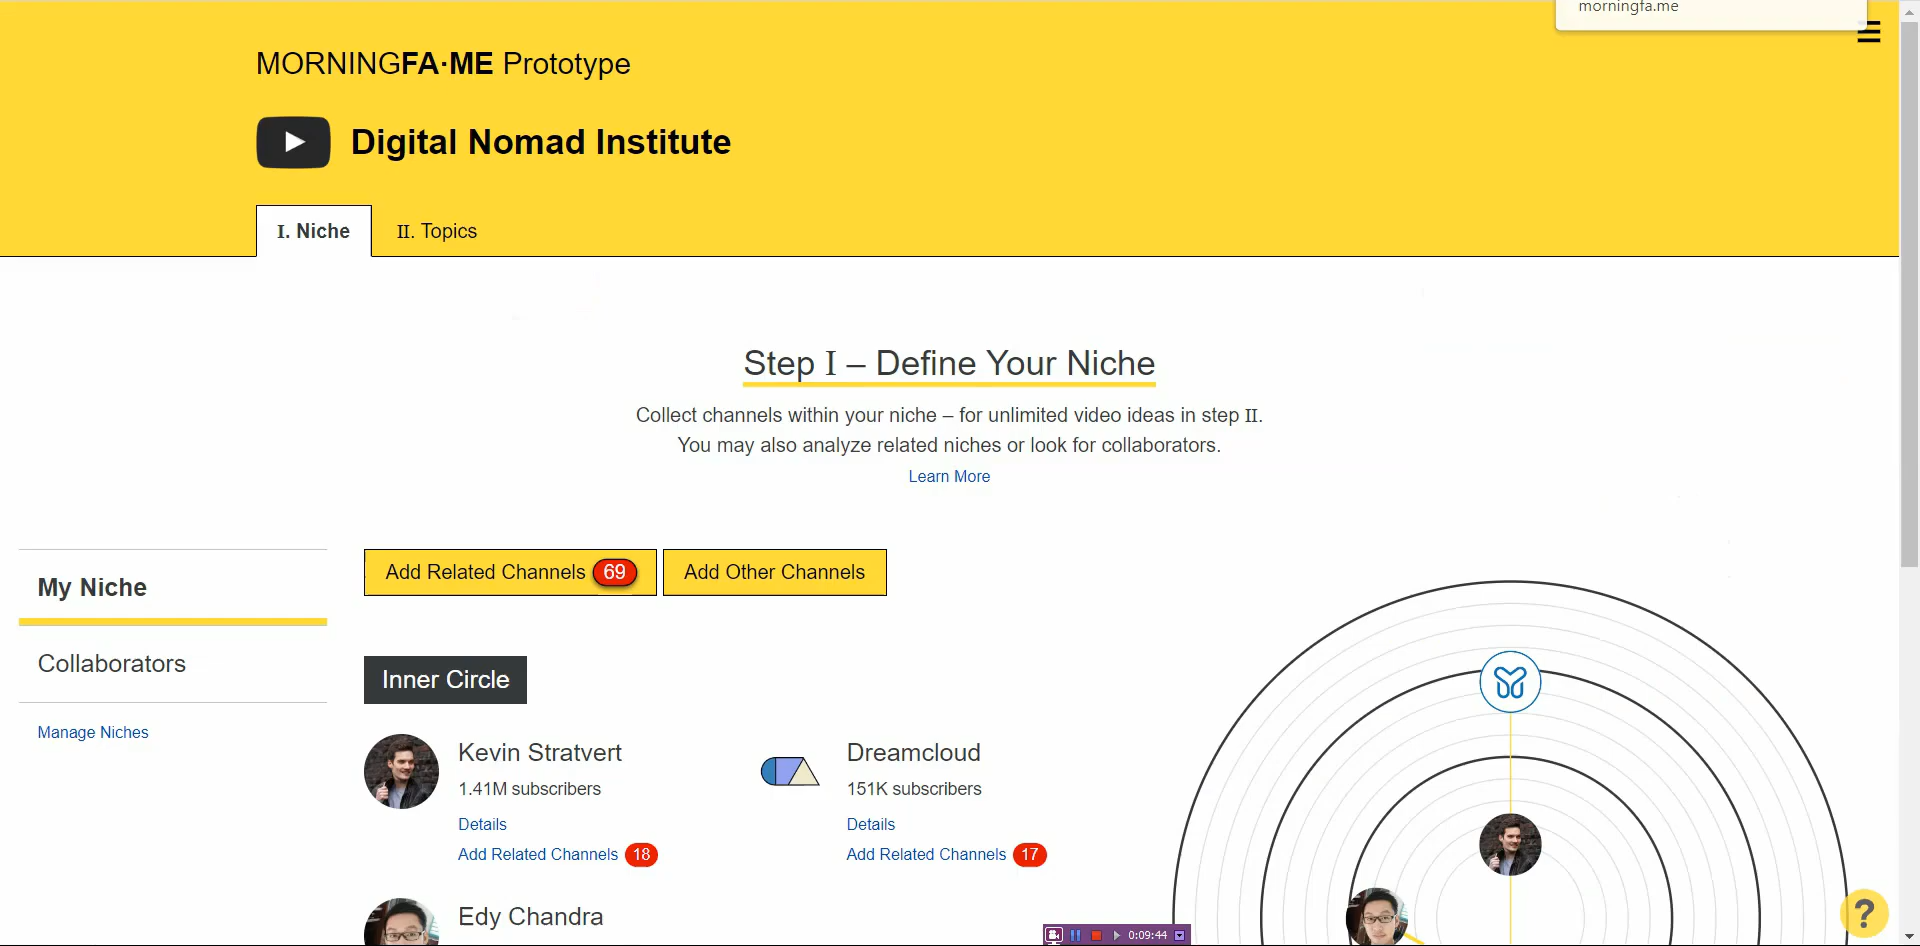 morningfa.me
MORNINGFA·ME Prototype
Digital Nomad Institute
I. Niche
II. Topics
Step I – Define Your Niche
Collect channels within your niche – for unlimited video ideas in step II.
You may also analyze related niches or look for collaborators.
Learn More
My Niche
Collaborators
Manage Niches
Add Related Channels 69
Add Other Channels
Inner Circle
Kevin Stratvert
1.41M subscribers
Details
Add Related Channels 18
Dreamcloud
151K subscribers
Details
Add Related Channels 17
Edy Chandra
?
0:09:44